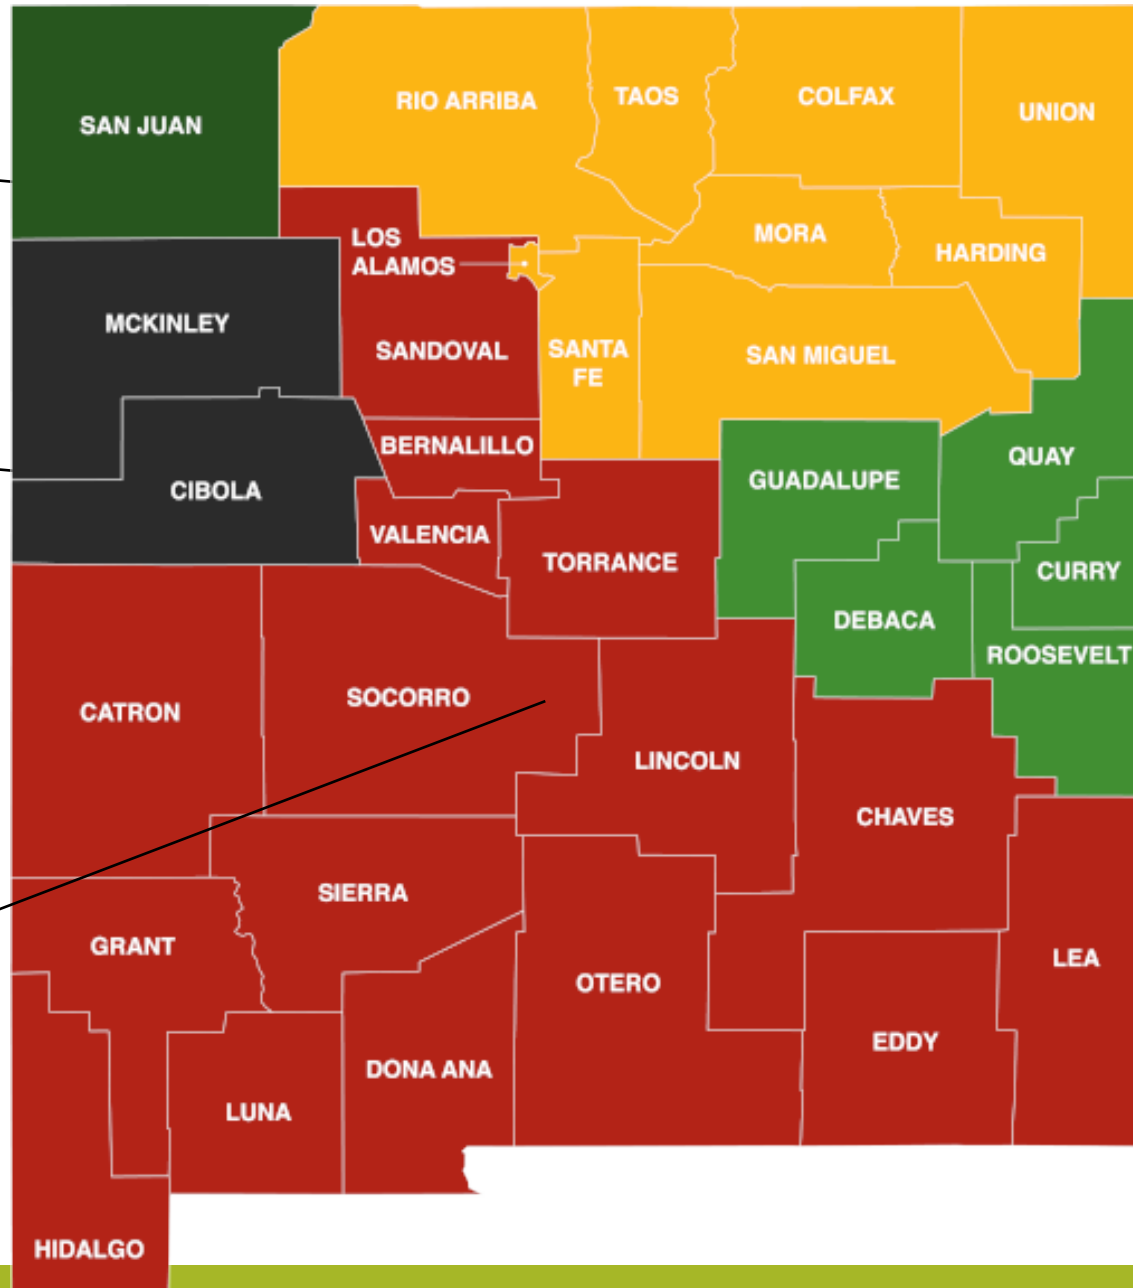 RIO ARRIBA
TAOS
COLFAX
UNION
SAN JUAN
MORA
HARDING
LOS
ALAMOS
MCKINLEY
SANDOVAL
SANTA
FE
SAN MIGUEL
BERNALILLO
QUAY
GUADALUPE
CIBOLA
VALENCIA
TORRANCE
CURRY
DEBACA
ROOSEVELT
CATRON
SOCORRO
LINCOLN
CHAVES
SIERRA
GRANT
OTERO
LEA
EDDY
DONA ANA
LUNA
HIDALGO